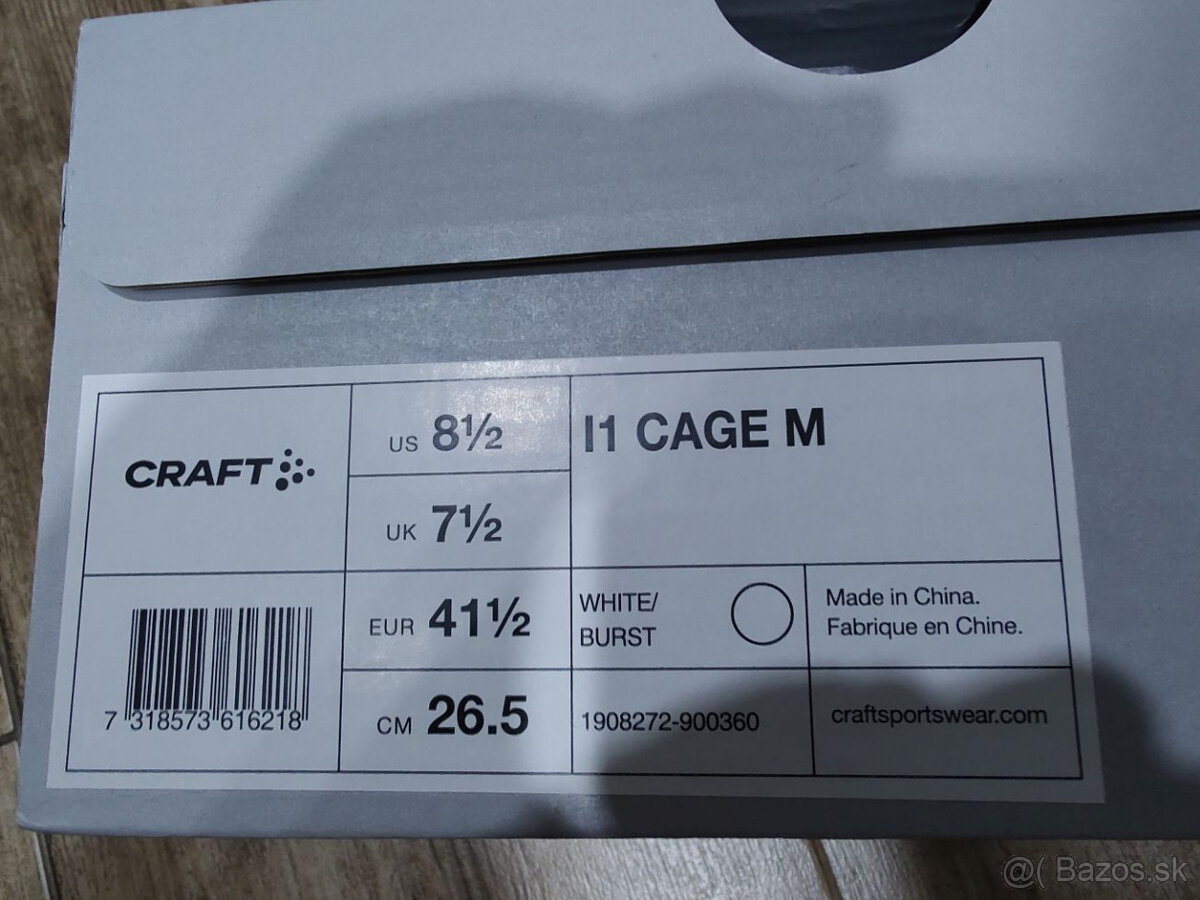 CRAFT
US 8½
UK 7½
EUR 41½
CM 26.5
I1 CAGE M
WHITE/
BURST
Made in China.
Fabrique en Chine.
7 318573 616218
1908272-900360
craftsportswear.com
@( Bazos.sk